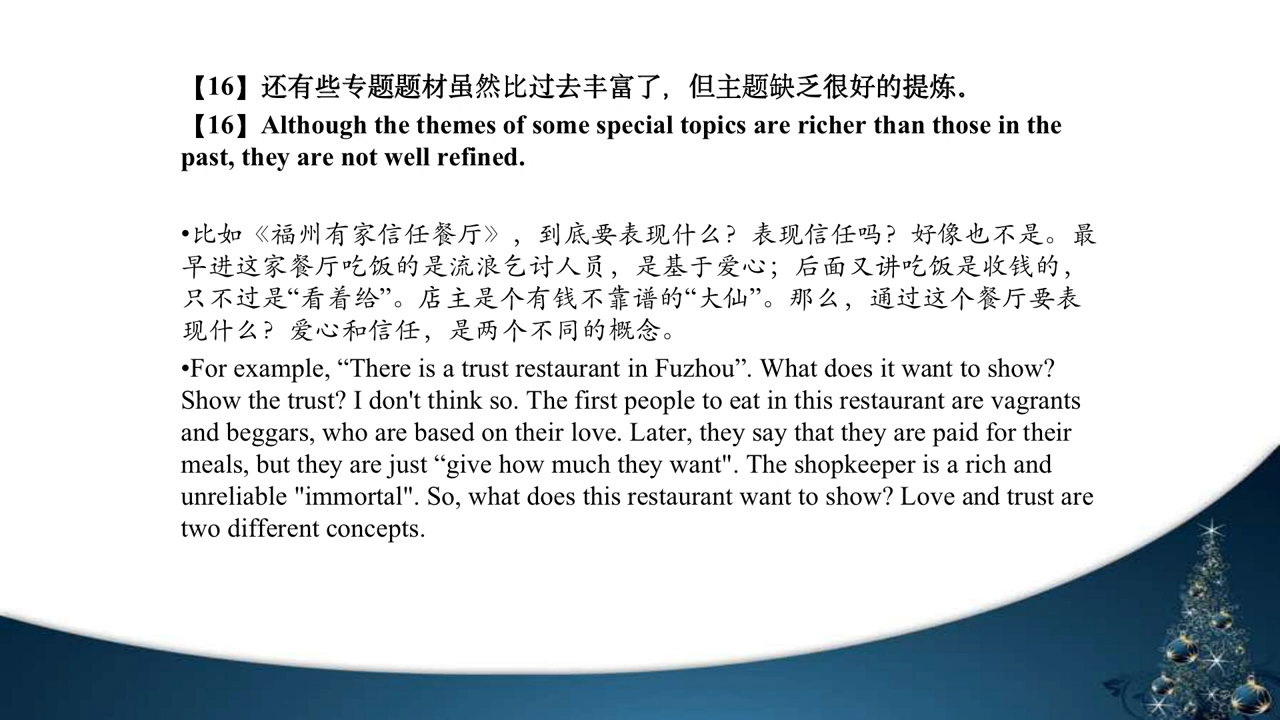 【16】还有些专题题材虽然比过去丰富了，但主题缺乏很好的提炼.
【16】Although the themes of some special topics are richer than those in the
past, they are not well refined.
•比如《福州有家信任餐厅》，到底要表现什么？表现信任吗？好像也不是。最
早进这家餐厅吃饭的是流浪乞讨人员，是基于爱心；后面又讲吃饭是收钱的，
只不过是“看着给”。店主是个有钱不靠谱的“大仙”。那么，通过这个餐厅要表
现什么？爱心和信任，是两个不同的概念。
•For example, “There is a trust restaurant in Fuzhou”. What does it want to show?
Show the trust? I don't think so. The first people to eat in this restaurant are vagrants
and beggars, who are based on their love. Later, they say that they are paid for their
meals, but they are just “give how much they want". The shopkeeper is a rich and
unreliable "immortal". So, what does this restaurant want to show? Love and trust are
two different concepts.